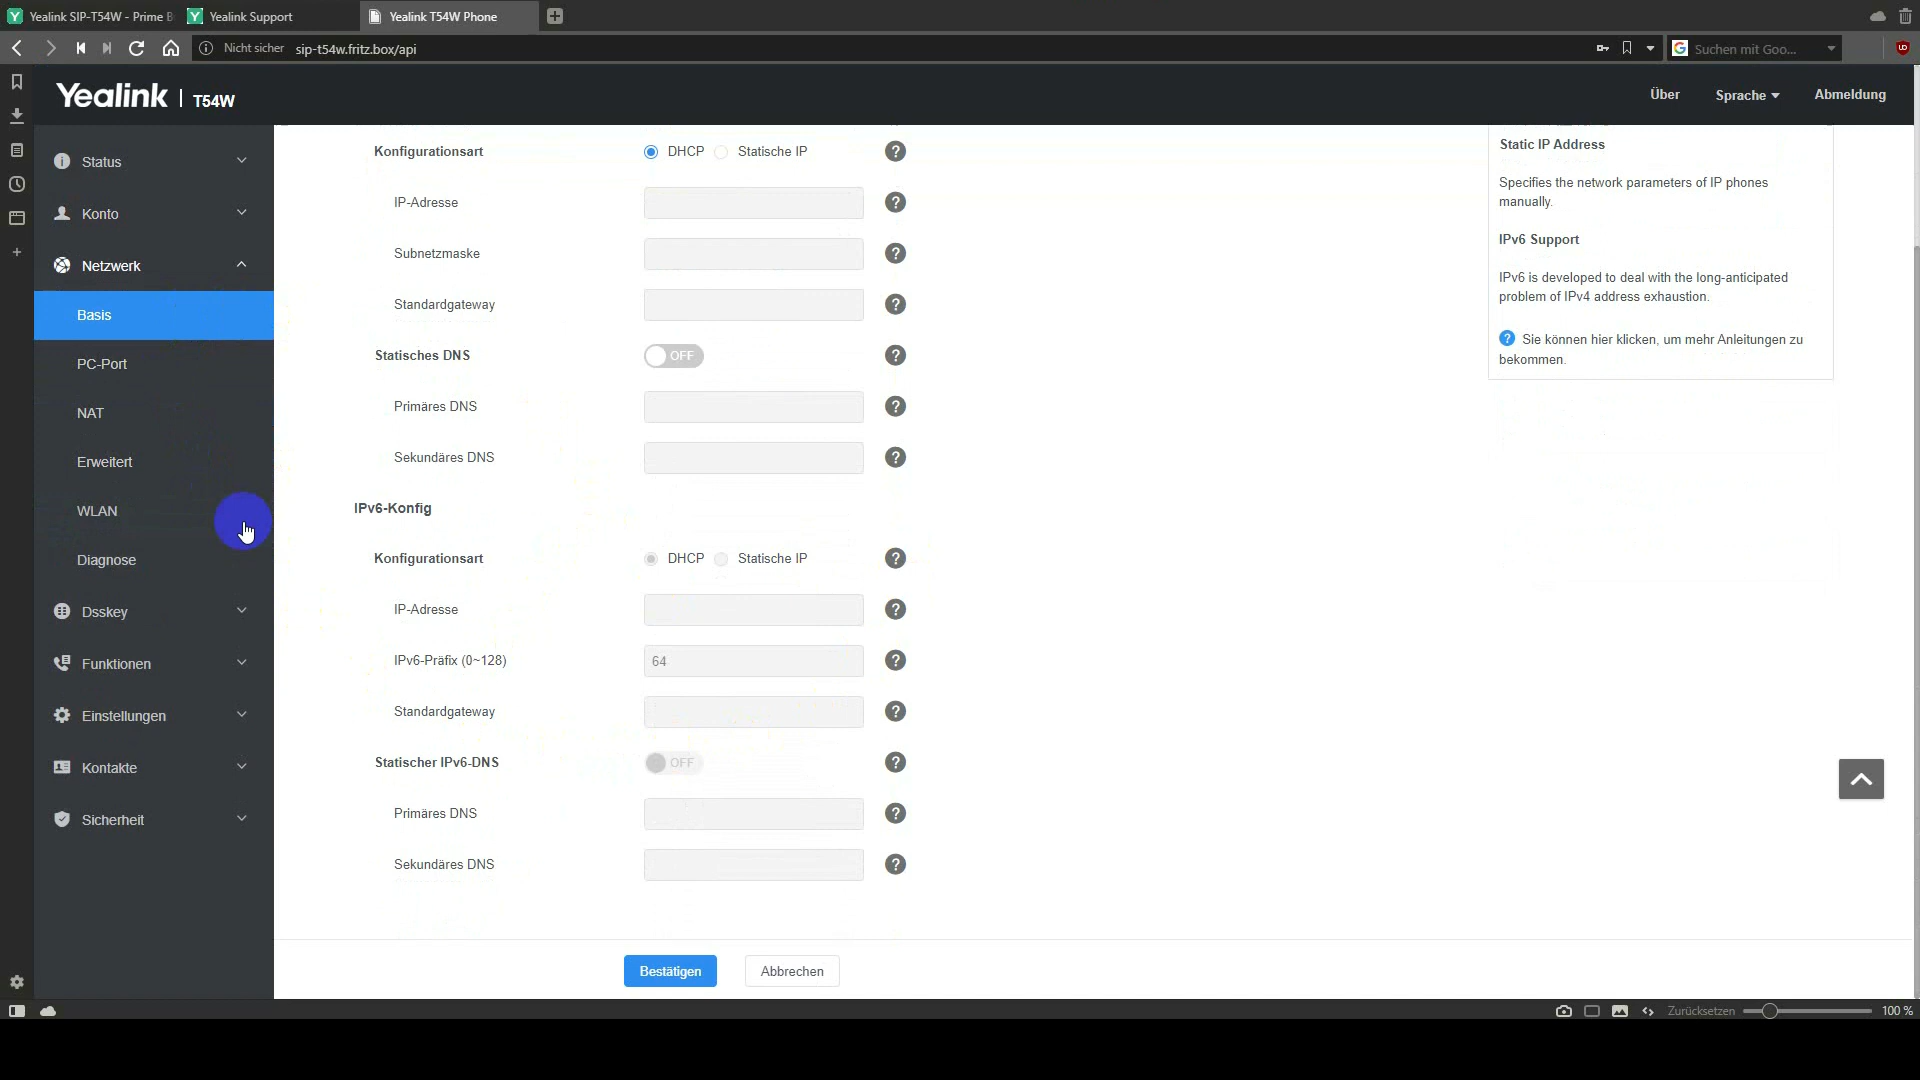 Yealink SIP-T54W - Prime B
Yealink Support
Yealink T54W Phone
Nicht sicher
sip-t54w.fritz.box/api
Suchen mit Goo...
Yealink | T54W
Über
Sprache
Abmeldung
Status
Konto
Netzwerk
Basis
PC-Port
NAT
Erweitert
WLAN
Diagnose
Dsskey
Funktionen
Einstellungen
Kontakte
Sicherheit
Konfigurationsart
DHCP
Statische IP
IP-Adresse
Subnetzmaske
Standardgateway
Statisches DNS
OFF
Primäres DNS
Sekundäres DNS
IPv6-Konfig
Konfigurationsart
DHCP
Statische IP
IP-Adresse
IPv6-Präfix (0~128)
64
Standardgateway
Statischer IPv6-DNS
OFF
Primäres DNS
Sekundäres DNS
Bestätigen
Abbrechen
Static IP Address
Specifies the network parameters of IP phones
manually.
IPv6 Support
IPv6 is developed to deal with the long-anticipated
problem of IPv4 address exhaustion.
Sie können hier klicken, um mehr Anleitungen zu
bekommen.
Zurücksetzen
100 %